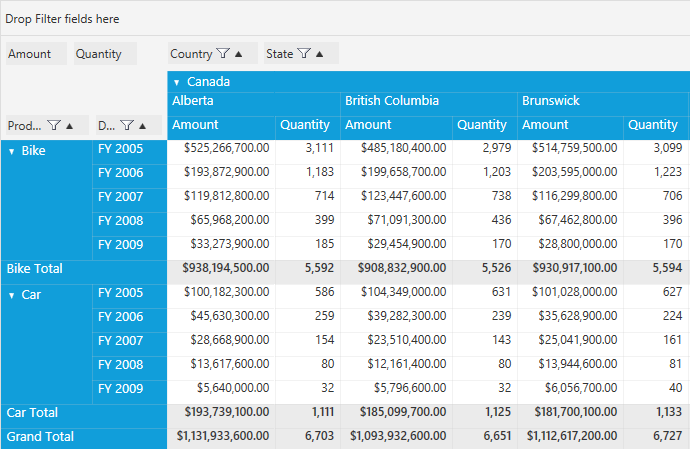 Drop Filter fields here
Amount Quantity Country State
Canada
Alberta British Columbia Brunswick
Prod... D... Amount Quantity Amount Quantity Amount Quantity
Bike FY 2005 $525,266,700.00 3,111 $485,180,400.00 2,979 $514,759,500.00 3,099
FY 2006 $193,872,900.00 1,183 $199,658,700.00 1,203 $203,595,000.00 1,223
FY 2007 $119,812,800.00 714 $123,447,600.00 738 $116,299,800.00 706
FY 2008 $65,968,200.00 399 $71,091,300.00 436 $67,462,800.00 396
FY 2009 $33,273,900.00 185 $29,454,900.00 170 $28,800,000.00 170
Bike Total $938,194,500.00 5,592 $908,832,900.00 5,526 $930,917,100.00 5,594
Car FY 2005 $100,182,300.00 586 $104,349,000.00 631 $101,028,000.00 627
FY 2006 $45,630,300.00 259 $39,282,300.00 239 $35,628,900.00 224
FY 2007 $28,668,900.00 154 $23,510,400.00 143 $25,041,900.00 161
FY 2008 $13,617,600.00 80 $12,161,400.00 80 $13,944,600.00 81
FY 2009 $5,640,000.00 32 $5,796,600.00 32 $6,056,700.00 40
Car Total $193,739,100.00 1,111 $185,099,700.00 1,125 $181,700,100.00 1,133
Grand Total $1,131,933,600.00 6,703 $1,093,932,600.00 6,651 $1,112,617,200.00 6,727